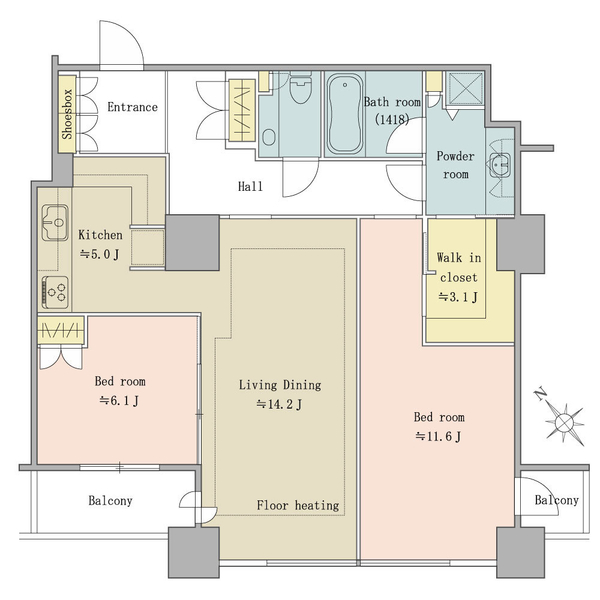 Shoesbox
Entrance
Bath room
(1418)
Powder
room
Hall
Kitchen
≒5.0J
Walk in
closet
≒3.1J
Bed room
≒6.1J
Living Dining
≒14.2J
Bed room
≒11.6J
N
Balcony
Floor heating
Balcony